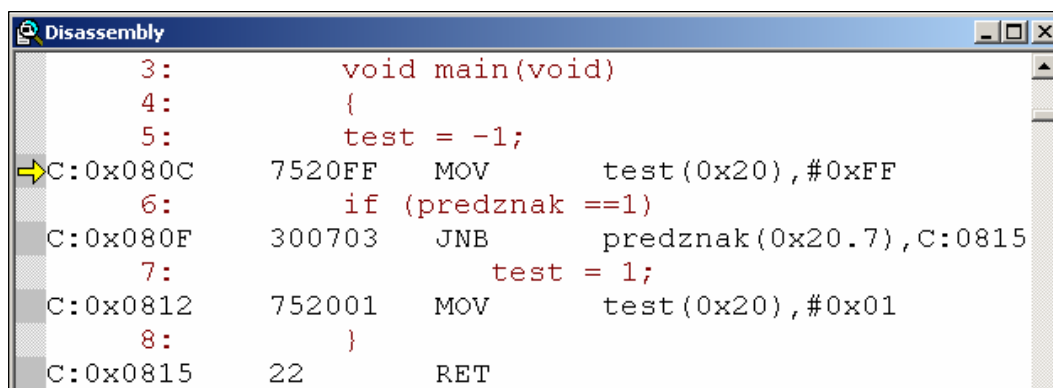 Disassembly
3: void main(void)
4: {
5: test = -1;
C:0x080C 7520FF MOV test(0x20),#0xFF
6: if (predznak ==1)
C:0x080F 300703 JNB predznak(0x20.7),C:0815
7: test = 1;
C:0x0812 752001 MOV test(0x20),#0x01
8: }
C:0x0815 22 RET